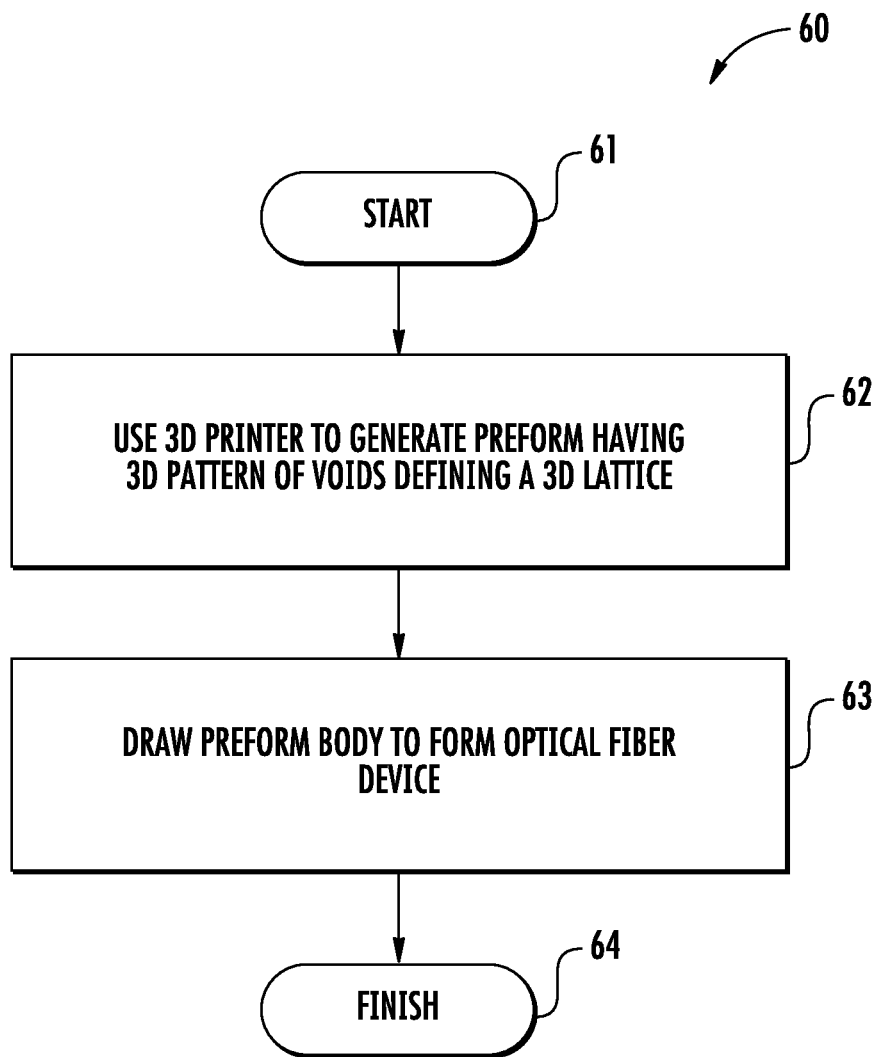 60
61
START
62
USE 3D PRINTER TO GENERATE PREFORM HAVING
3D PATTERN OF VOIDS DEFINING A 3D LATTICE
63
DRAW PREFORM BODY TO FORM OPTICAL FIBER
DEVICE
64
FINISH